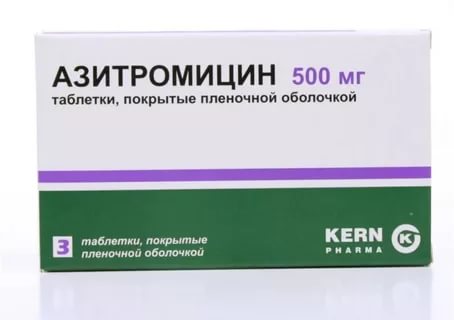 АЗИТРОМИЦИН 500 мг
таблетки, покрытые пленочной оболочкой
3 таблетки, покрытые
пленочной оболочкой
KERN
PHARMA
K